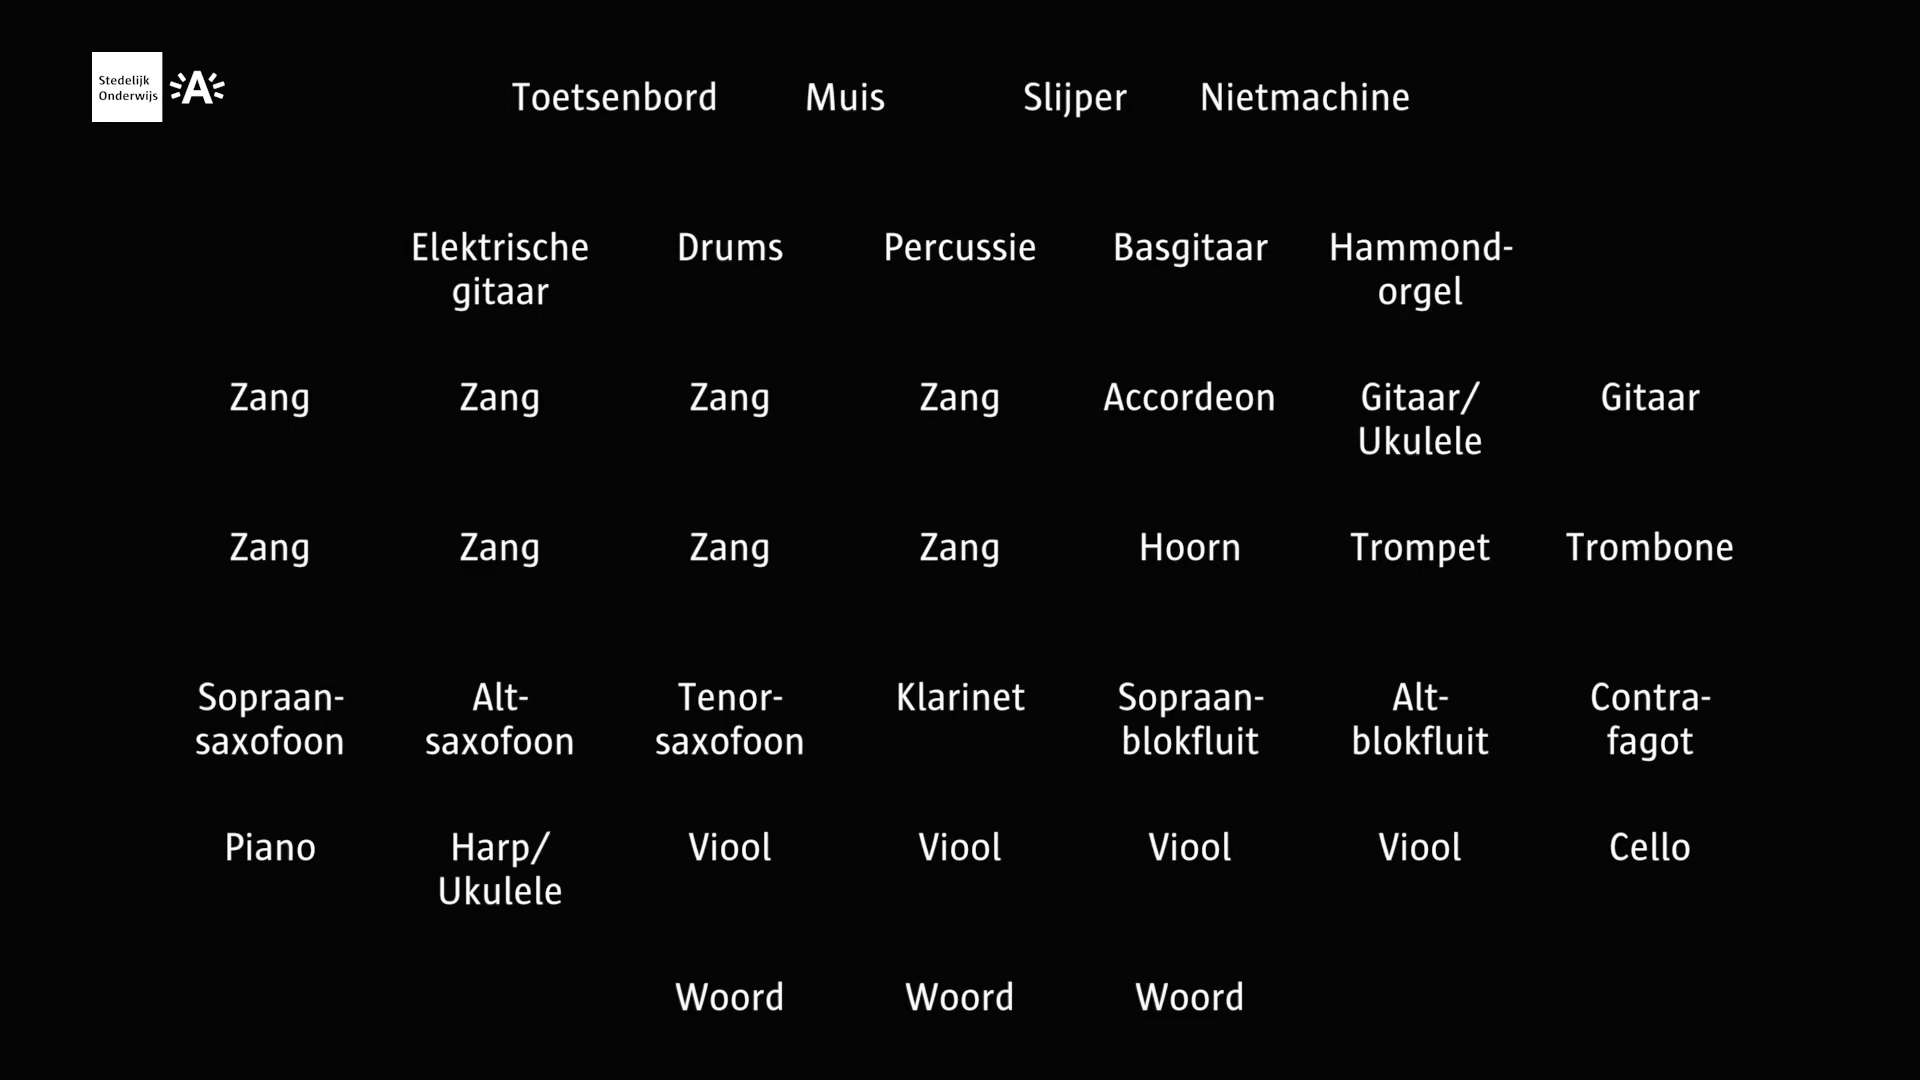 Stedelijk
Onderwijs
A
Toetsenbord Muis Slijper Nietmachine
Elektrische Drums Percussie Basgitaar Hammond-
gitaar orgel
Zang Zang Zang Zang Accordeon Gitaar/ Gitaar
Ukulele
Zang Zang Zang Zang Hoorn Trompet Trombone
Sopraan- Alt- Tenor- Klarinet Sopraan- Alt- Contra-
saxofoon saxofoon saxofoon blokfluit blokfluit fagot
Piano Harp/ Viool Viool Viool Viool Cello
Ukulele
Woord Woord Woord